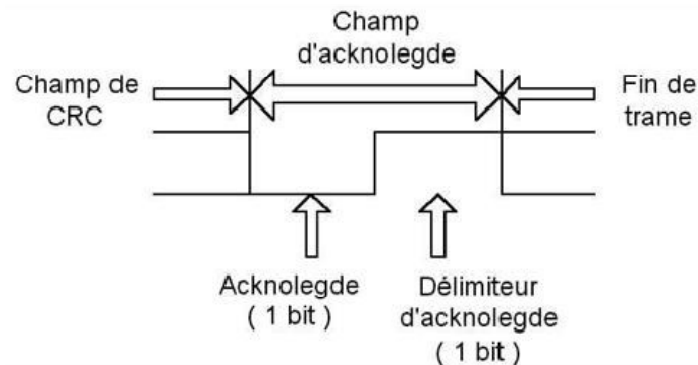 Champ
d'acknolegde
Champ de
CRC
Fin de
trame
Acknolegde
( 1 bit )
Délimiteur
d'acknolegde
( 1 bit )